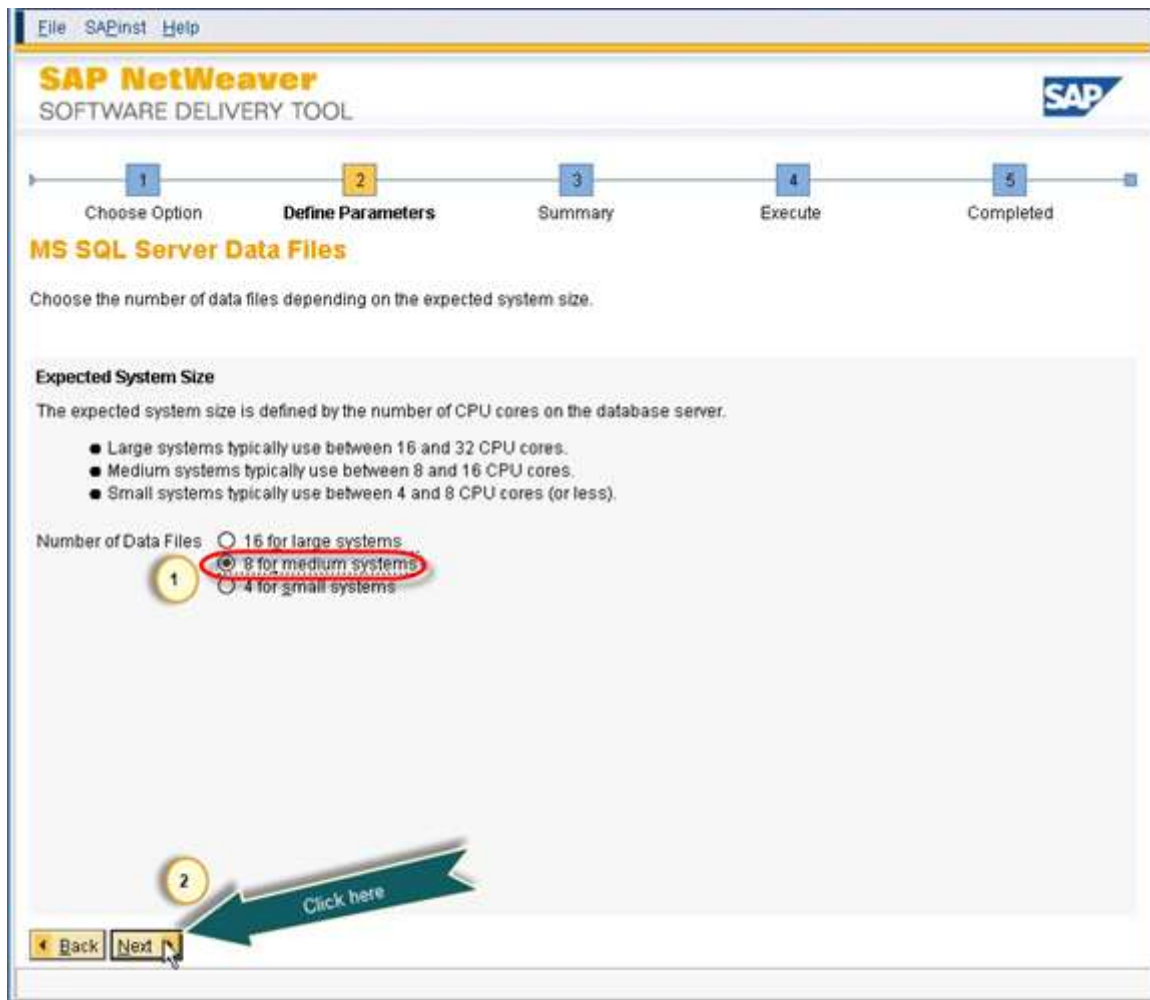 File SAPinst Help
SAP NetWeaver
SOFTWARE DELIVERY TOOL
SAP
1 2 3 4 5
Choose Option Define Parameters Summary Execute Completed
MS SQL Server Data Files
Choose the number of data files depending on the expected system size.
Expected System Size
The expected system size is defined by the number of CPU cores on the database server.
Large systems typically use between 16 and 32 CPU cores.
Medium systems typically use between 8 and 16 CPU cores.
Small systems typically use between 4 and 8 CPU cores (or less).
Number of Data Files 16 for large systems
8 for medium systems
1
4 for small systems
2
Click here
Back Next